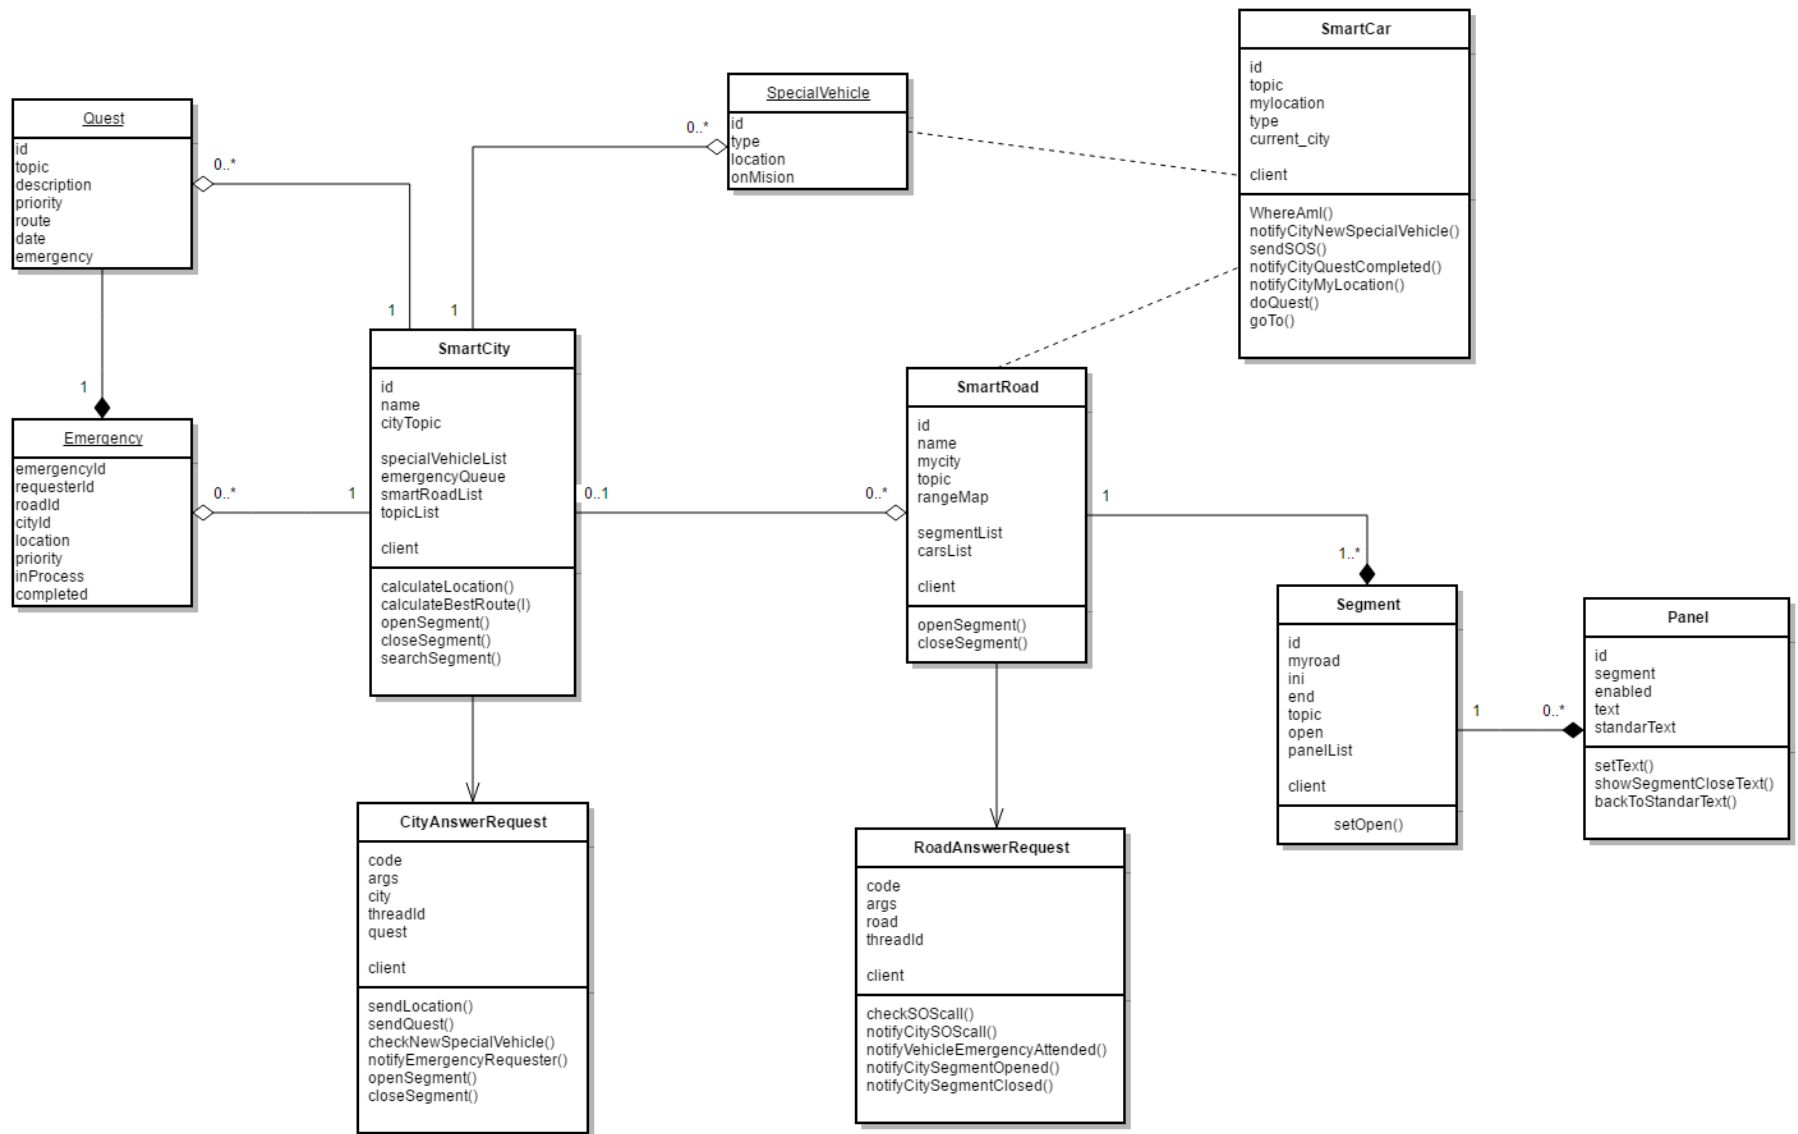 SmartCar
id
topic
mylocation
type
current_city
client
WhereAmI()
notifyCityNewSpecialVehicle()
sendSOS()
notifyCityQuestCompleted()
notifyCityMyLocation()
doQuest()
goTo()
SpecialVehicle
id
type
location
onMision
0..*
1
Quest
id
topic
description
priority
route
date
emergency
0..*
1
1
Emergency
emergencyId
requesterId
roadId
cityId
location
priority
inProcess
completed
0..*
1
SmartCity
id
name
cityTopic
specialVehicleList
emergencyQueue
smartRoadList
topicList
client
calculateLocation()
calculateBestRoute(l)
openSegment()
closeSegment()
searchSegment()
0..1
0..*
SmartRoad
id
name
mycity
topic
rangeMap
segmentList
carsList
client
openSegment()
closeSegment()
1
1..*
Segment
id
myroad
ini
end
topic
open
panelList
client
setOpen()
1
0..*
Panel
id
segment
enabled
text
standarText
setText()
showSegmentCloseText()
backToStandarText()
CityAnswerRequest
code
args
city
threadId
quest
client
sendLocation()
sendQuest()
checkNewSpecialVehicle()
notifyEmergencyRequester()
openSegment()
closeSegment()
RoadAnswerRequest
code
args
road
threadId
client
checkSOScall()
notifyCitySOScall()
notifyVehicleEmergencyAttended()
notifyCitySegmentOpened()
notifyCitySegmentClosed()